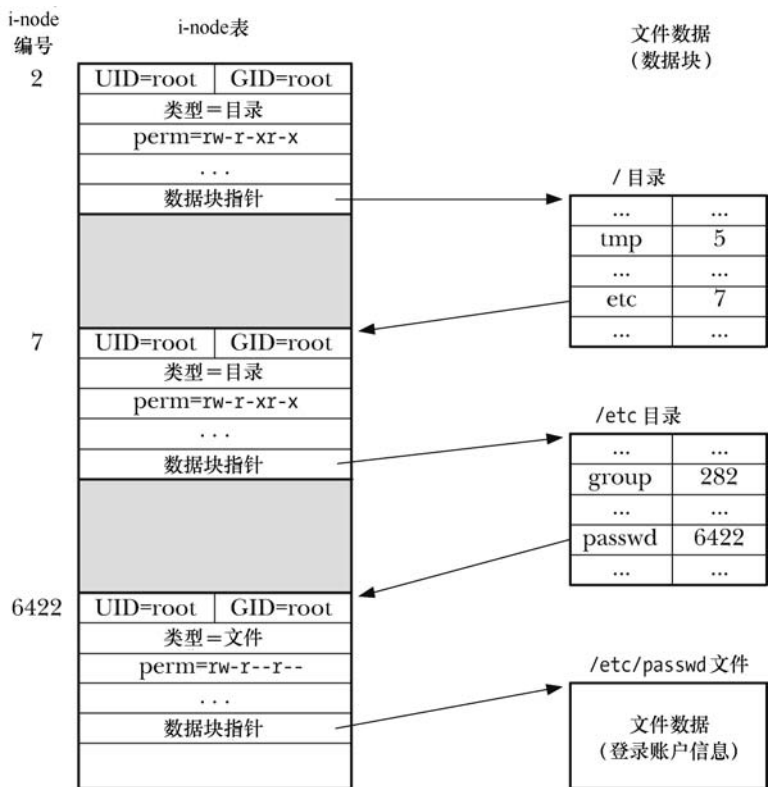 i-node
编号
i-node表
文件数据
(数据块)
2
UID=root GID=root
类型=目录
perm=rw-r-xr-x
...
数据块指针
/目录
... ...
tmp 5
... ...
etc 7
... ...
7
UID=root GID=root
类型=目录
perm=rw-r-xr-x
...
数据块指针
/etc目录
... ...
group 282
... ...
passwd 6422
... ...
6422
UID=root GID=root
类型=文件
perm=rw-r--r--
...
数据块指针
/etc/passwd文件
文件数据
(登录账户信息)